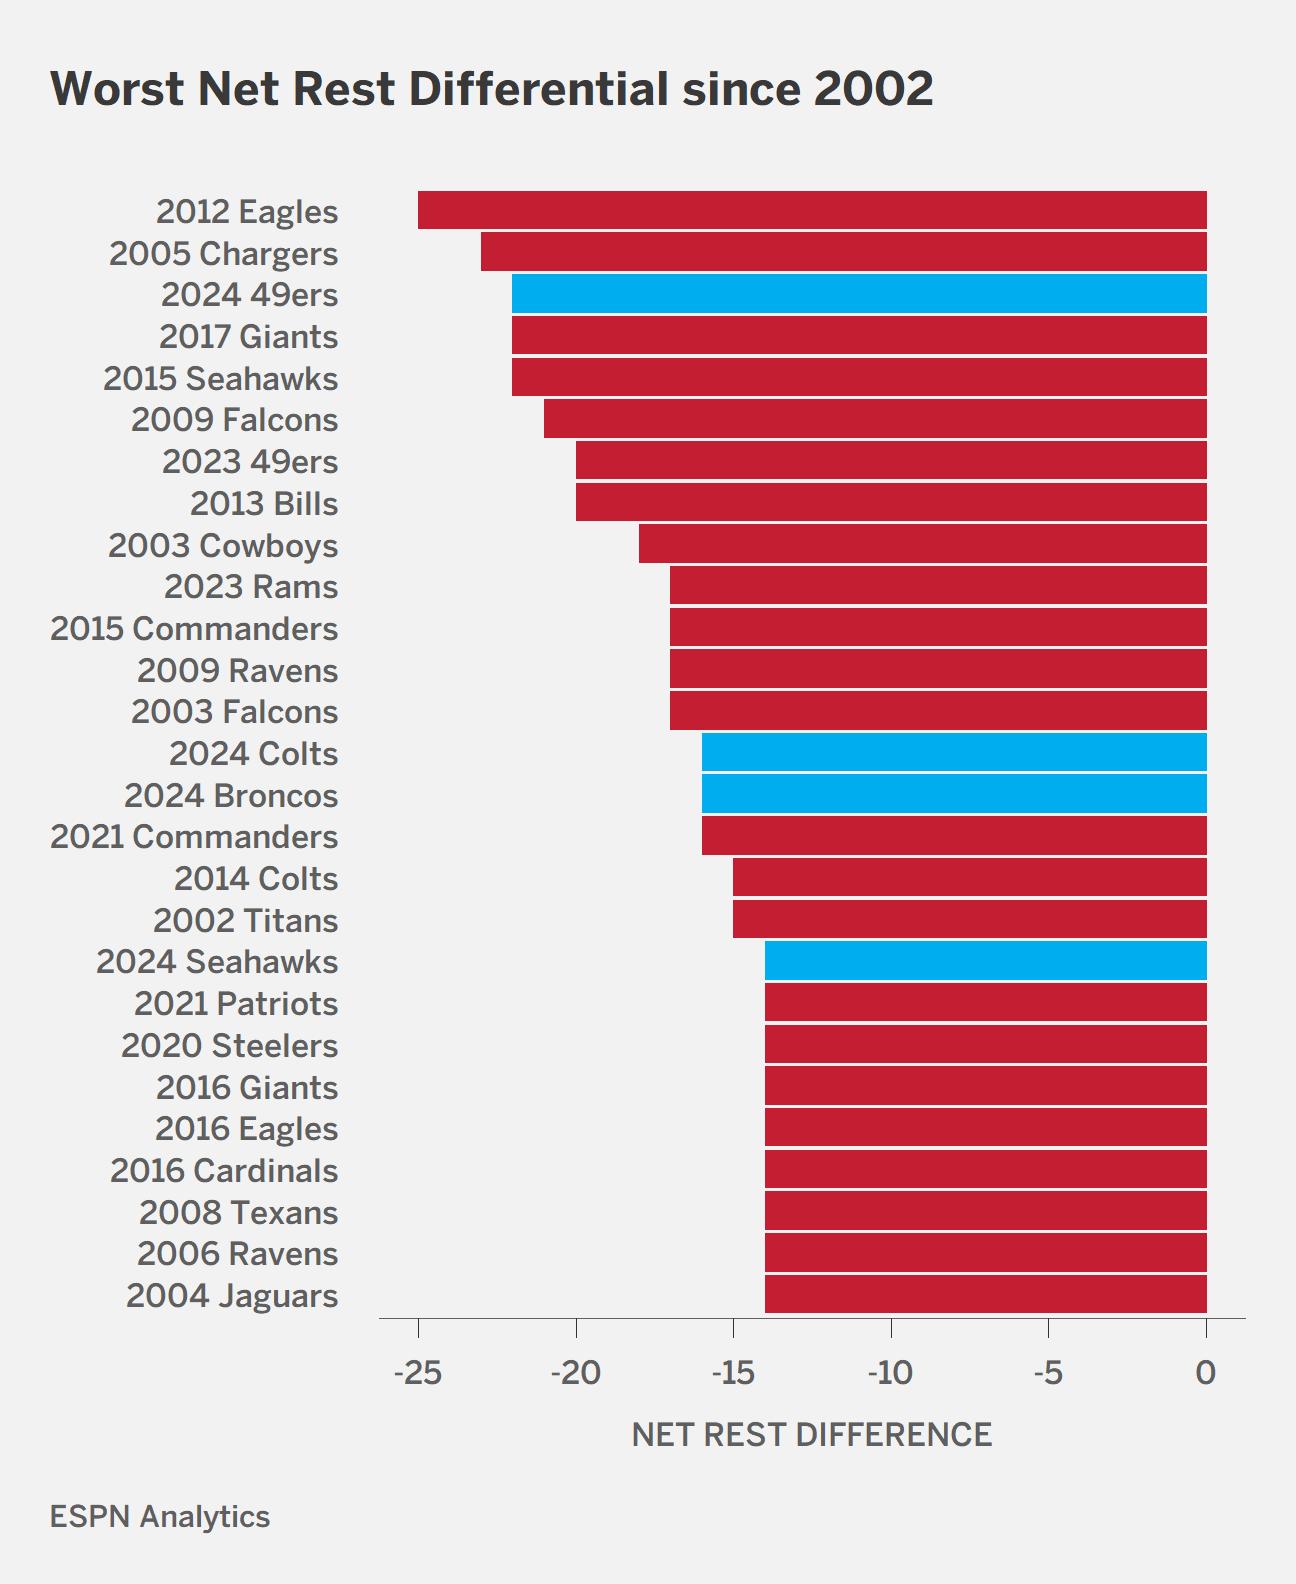 Worst Net Rest Differential since 2002
2012 Eagles
2005 Chargers
2024 49ers
2017 Giants
2015 Seahawks
2009 Falcons
2023 49ers
2013 Bills
2003 Cowboys
2023 Rams
2015 Commanders
2009 Ravens
2003 Falcons
2024 Colts
2024 Broncos
2021 Commanders
2014 Colts
2002 Titans
2024 Seahawks
2021 Patriots
2020 Steelers
2016 Giants
2016 Eagles
2016 Cardinals
2008 Texans
2006 Ravens
2004 Jaguars
-25 -20 -15 -10 -5 0
NET REST DIFFERENCE
ESPN Analytics